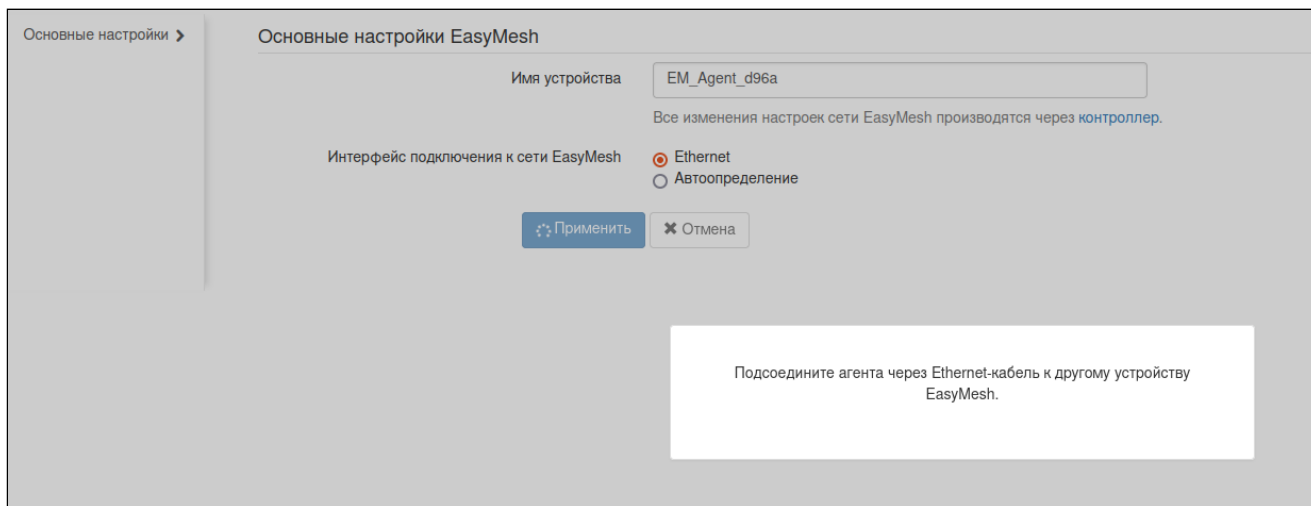 Основные настройки
Основные настройки EasyMesh
Имя устройства
EM_Agent_d96a
Все изменения настроек сети EasyMesh производятся через контроллер.
Интерфейс подключения к сети EasyMesh
Ethernet
Автоопределение
Применить
Отмена
Подсоедините агента через Ethernet-кабель к другому устройству
EasyMesh.